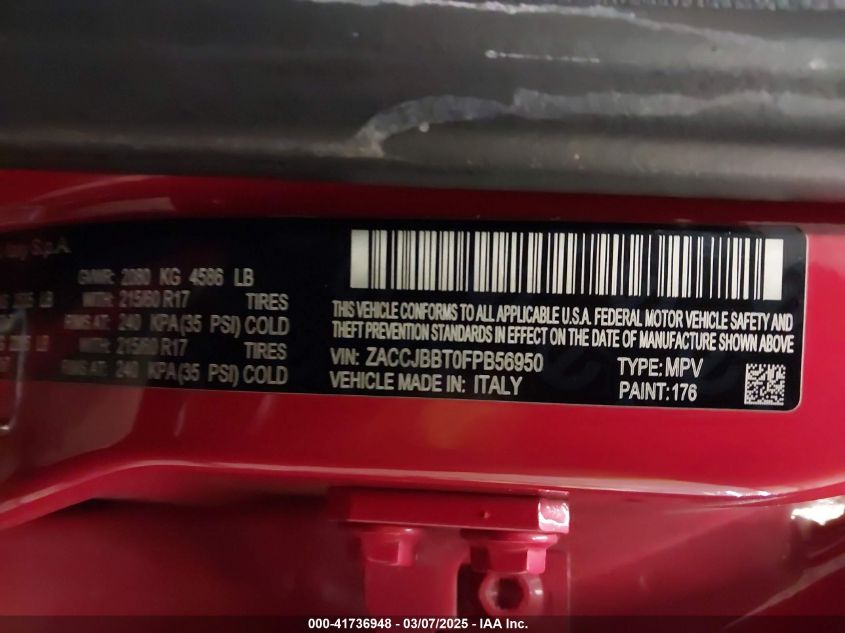 Italy S.p.A.
GVWR: 2080 KG 4586 LB
WITH: 215/60 R17 TIRES
RIMS AT: 240 KPA(35 PSI) COLD
WITH: 215/60 R17 TIRES
RIMS AT: 240 KPA(35 PSI) COLD
THIS VEHICLE CONFORMS TO ALL APPLICABLE U.S.A. FEDERAL MOTOR VEHICLE SAFETY AND
THEFT PREVENTION STANDARDS IN EFFECT ON THE DATE OF MANUFACTURE SHOWN ABOVE
VIN: ZACCJBBT0FPB56950 TYPE: MPV
VEHICLE MADE IN: ITALY PAINT: 176
000-41736948 — 03/07/2025 - IAA Inc.